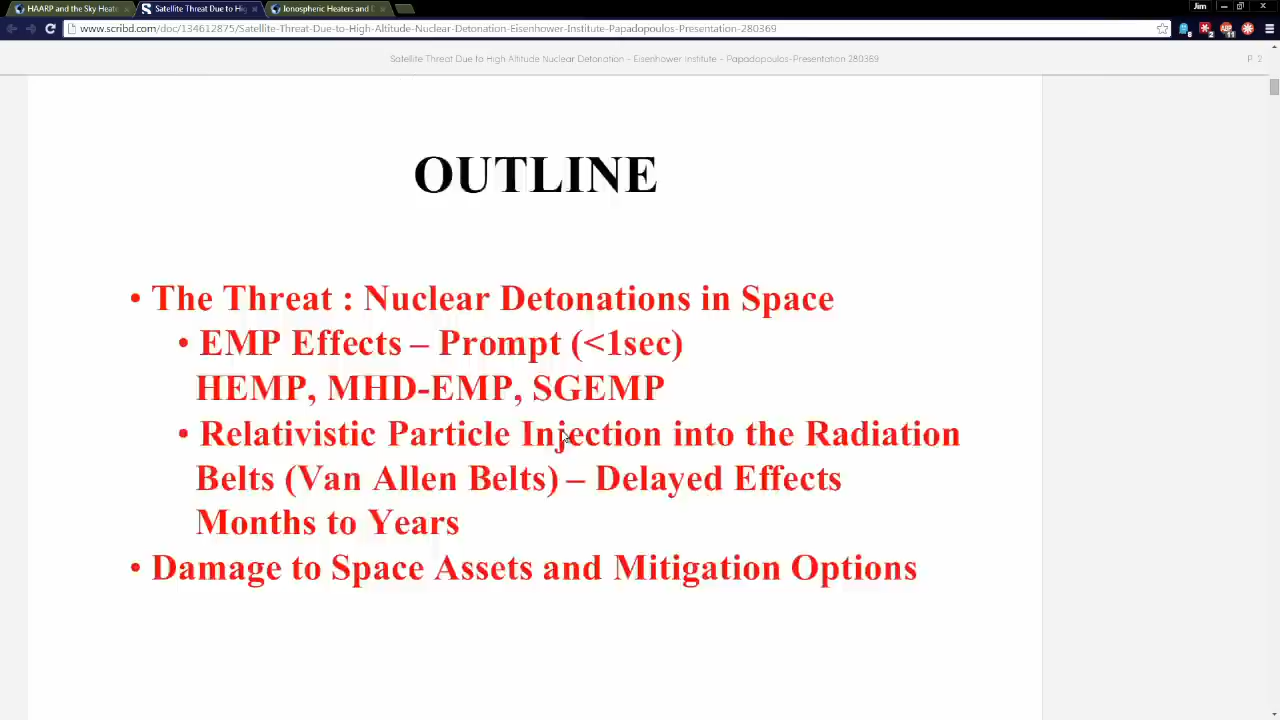 HAARP and the Sky Heate
Satellite Threat Due to Hig
Ionospheric Heaters and D
Jim
www.scribd.com/doc/134612875/Satellite-Threat-Due-to-High-Altitude-Nuclear-Detonation-Eisenhower-Institute-Papadopoulos-Presentation-280369
Satellite Threat Due to High Altitude Nuclear Detonation - Eisenhower Institute - Papadopoulos-Presentation 280369
P. 2
OUTLINE
• The Threat : Nuclear Detonations in Space
• EMP Effects – Prompt (<1sec)
HEMP, MHD-EMP, SGEMP
• Relativistic Particle Injection into the Radiation
Belts (Van Allen Belts) – Delayed Effects
Months to Years
• Damage to Space Assets and Mitigation Options